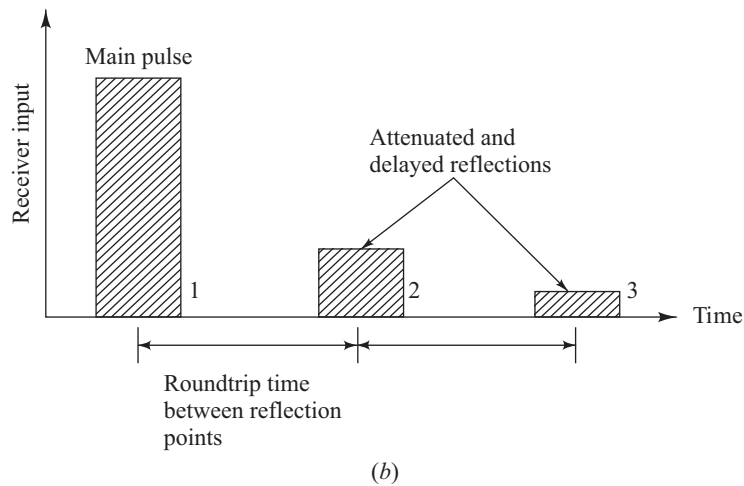 Main pulse
Receiver input
Attenuated and
delayed reflections
1
2
3
Time
Roundtrip time
between reflection
points
(b)